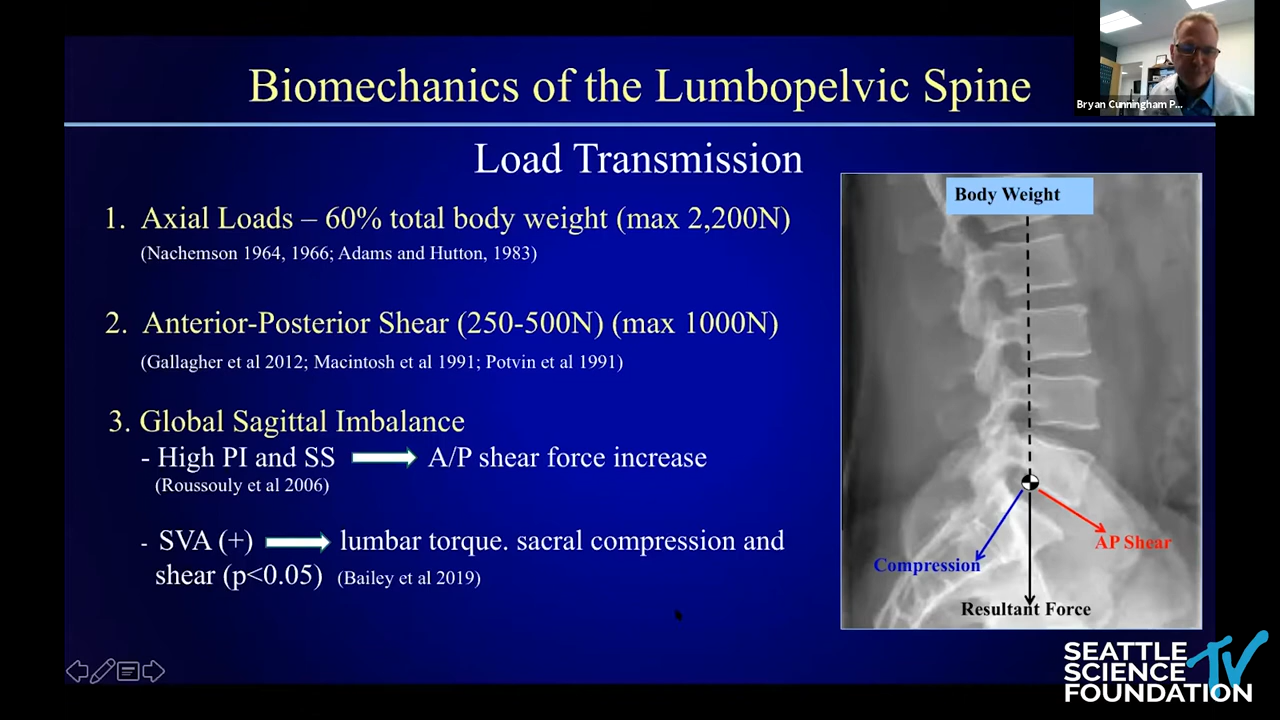 Biomechanics of the Lumbopelvic Spine
Bryan Cunningham P...
Load Transmission
1. Axial Loads – 60% total body weight (max 2,200N)
(Nachemson 1964, 1966; Adams and Hutton, 1983)
2. Anterior-Posterior Shear (250-500N) (max 1000N)
(Gallagher et al 2012; Macintosh et al 1991; Potvin et al 1991)
3. Global Sagittal Imbalance
- High PI and SS A/P shear force increase
(Roussouly et al 2006)
- SVA (+) lumbar torque. sacral compression and
shear (p<0.05) (Bailey et al 2019)
Body Weight
AP Shear
Compression
Resultant Force
SEATTLE
SCIENCE TV
FOUNDATION